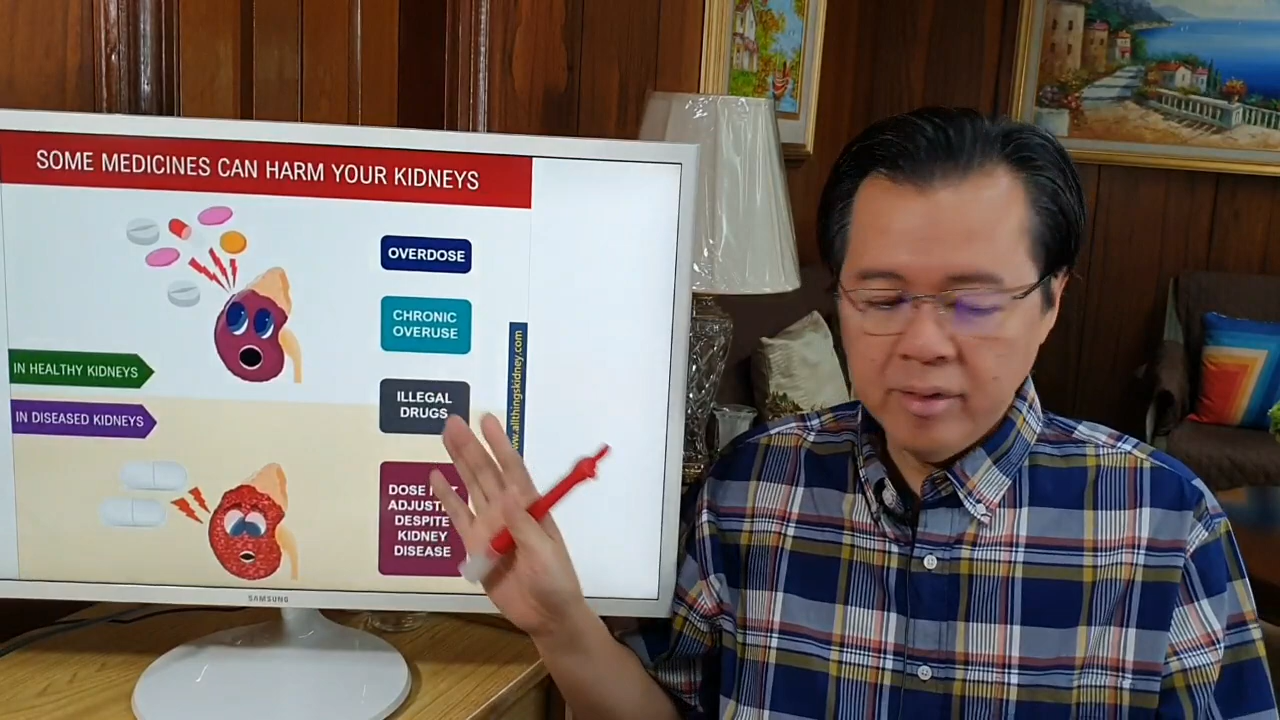 SOME MEDICINES CAN HARM YOUR KIDNEYS
OVERDOSE
CHRONIC
OVERUSE
ILLEGAL
DRUGS
IN HEALTHY KIDNEYS
IN DISEASED KIDNEYS
DOSE
ADJUST
DESPITE
KIDNEY
DISEASE
www.allthingskidney.com
SAMSUNG